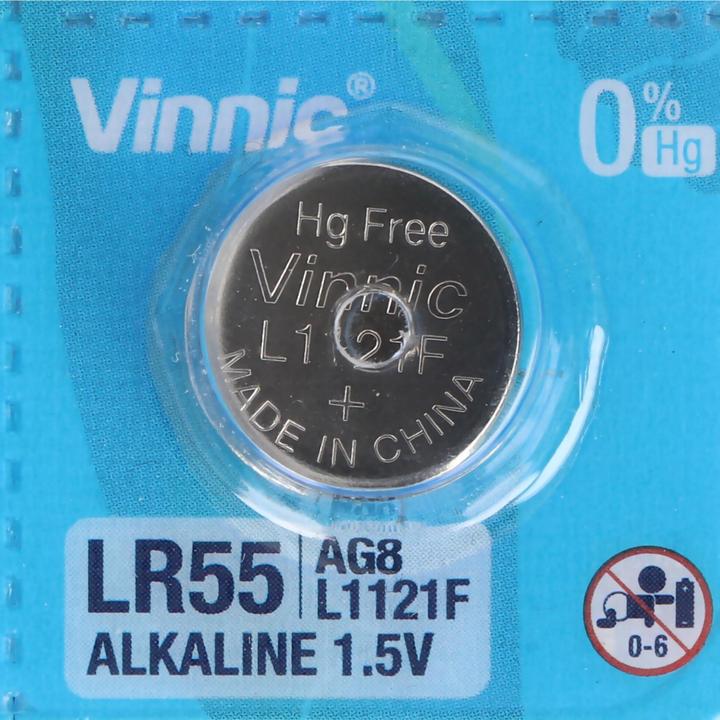 Vinnic®
0% Hg
Hg Free
Vinnic
L1121F
+
MADE IN CHINA
LR55
AG8
L1121F
ALKALINE 1.5V
0-6